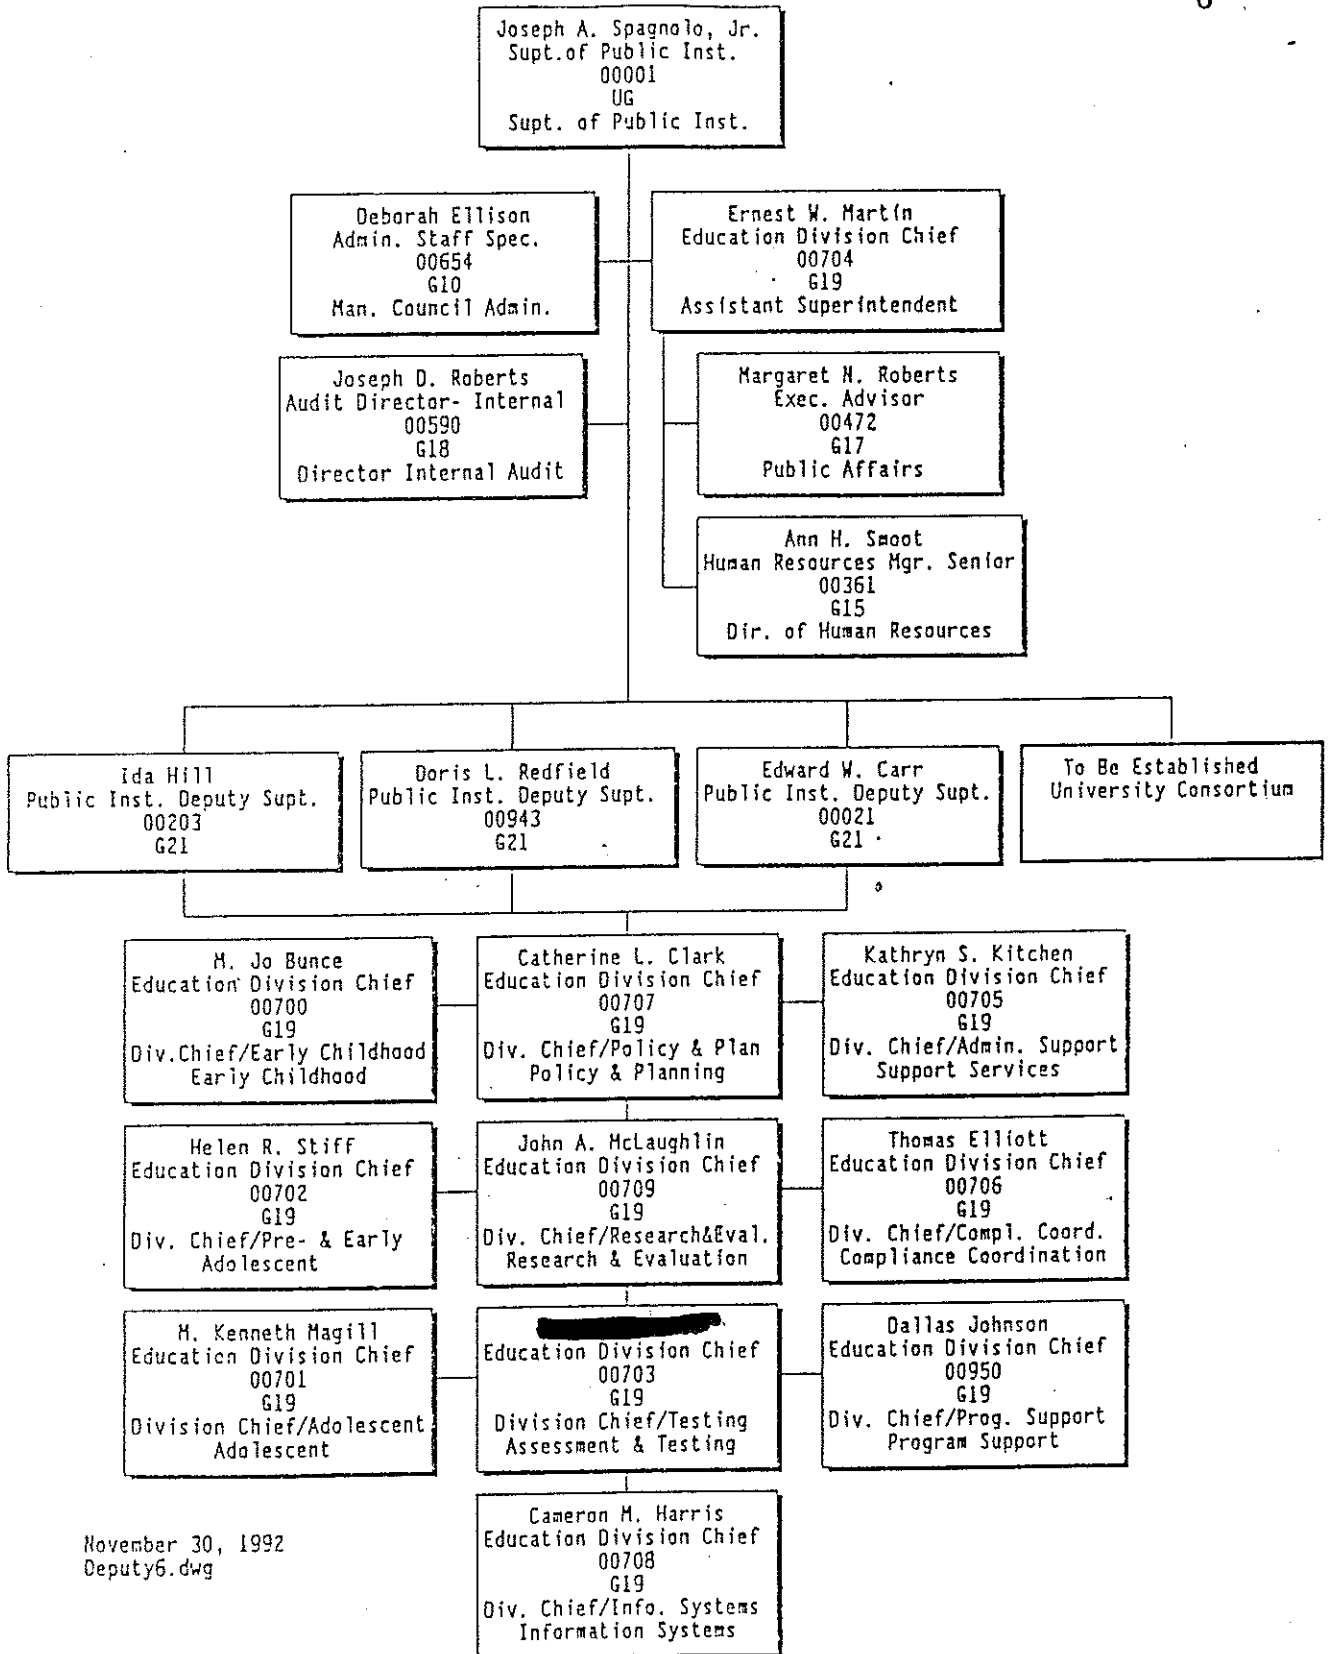 6
Joseph A. Spagnolo, Jr.
Supt.of Public Inst.
00001
UG
Supt. of Public Inst.
Deborah Ellison
Admin. Staff Spec.
00654
G10
Man. Council Admin.
Ernest W. Martin
Education Division Chief
00704
G19
Assistant Superintendent
Joseph D. Roberts
Audit Director- Internal
00590
G18
Director Internal Audit
Margaret N. Roberts
Exec. Advisor
00472
G17
Public Affairs
Ann H. Smoot
Human Resources Mgr. Senior
00361
G15
Dir. of Human Resources
Ida Hill
Public Inst. Deputy Supt.
00203
G21
Doris L. Redfield
Public Inst. Deputy Supt.
00943
G21
Edward W. Carr
Public Inst. Deputy Supt.
00021
G21
To Be Established
University Consortium
M. Jo Bunce
Education Division Chief
00700
G19
Div.Chief/Early Childhood
Early Childhood
Catherine L. Clark
Education Division Chief
00707
G19
Div. Chief/Policy & Plan
Policy & Planning
Kathryn S. Kitchen
Education Division Chief
00705
G19
Div. Chief/Admin. Support
Support Services
Helen R. Stiff
Education Division Chief
00702
G19
Div. Chief/Pre- & Early
Adolescent
John A. McLaughlin
Education Division Chief
00709
G19
Div. Chief/Research&Eval.
Research & Evaluation
Thomas Elliott
Education Division Chief
00706
G19
Div. Chief/Compl. Coord.
Compliance Coordination
M. Kenneth Magill
Education Division Chief
00701
G19
Division Chief/Adolescent
Adolescent
Education Division Chief
00703
G19
Division Chief/Testing
Assessment & Testing
Dallas Johnson
Education Division Chief
00950
G19
Div. Chief/Prog. Support
Program Support
Cameron M. Harris
Education Division Chief
00708
G19
Div. Chief/Info. Systems
Information Systems
November 30, 1992
Deputy6.dwg